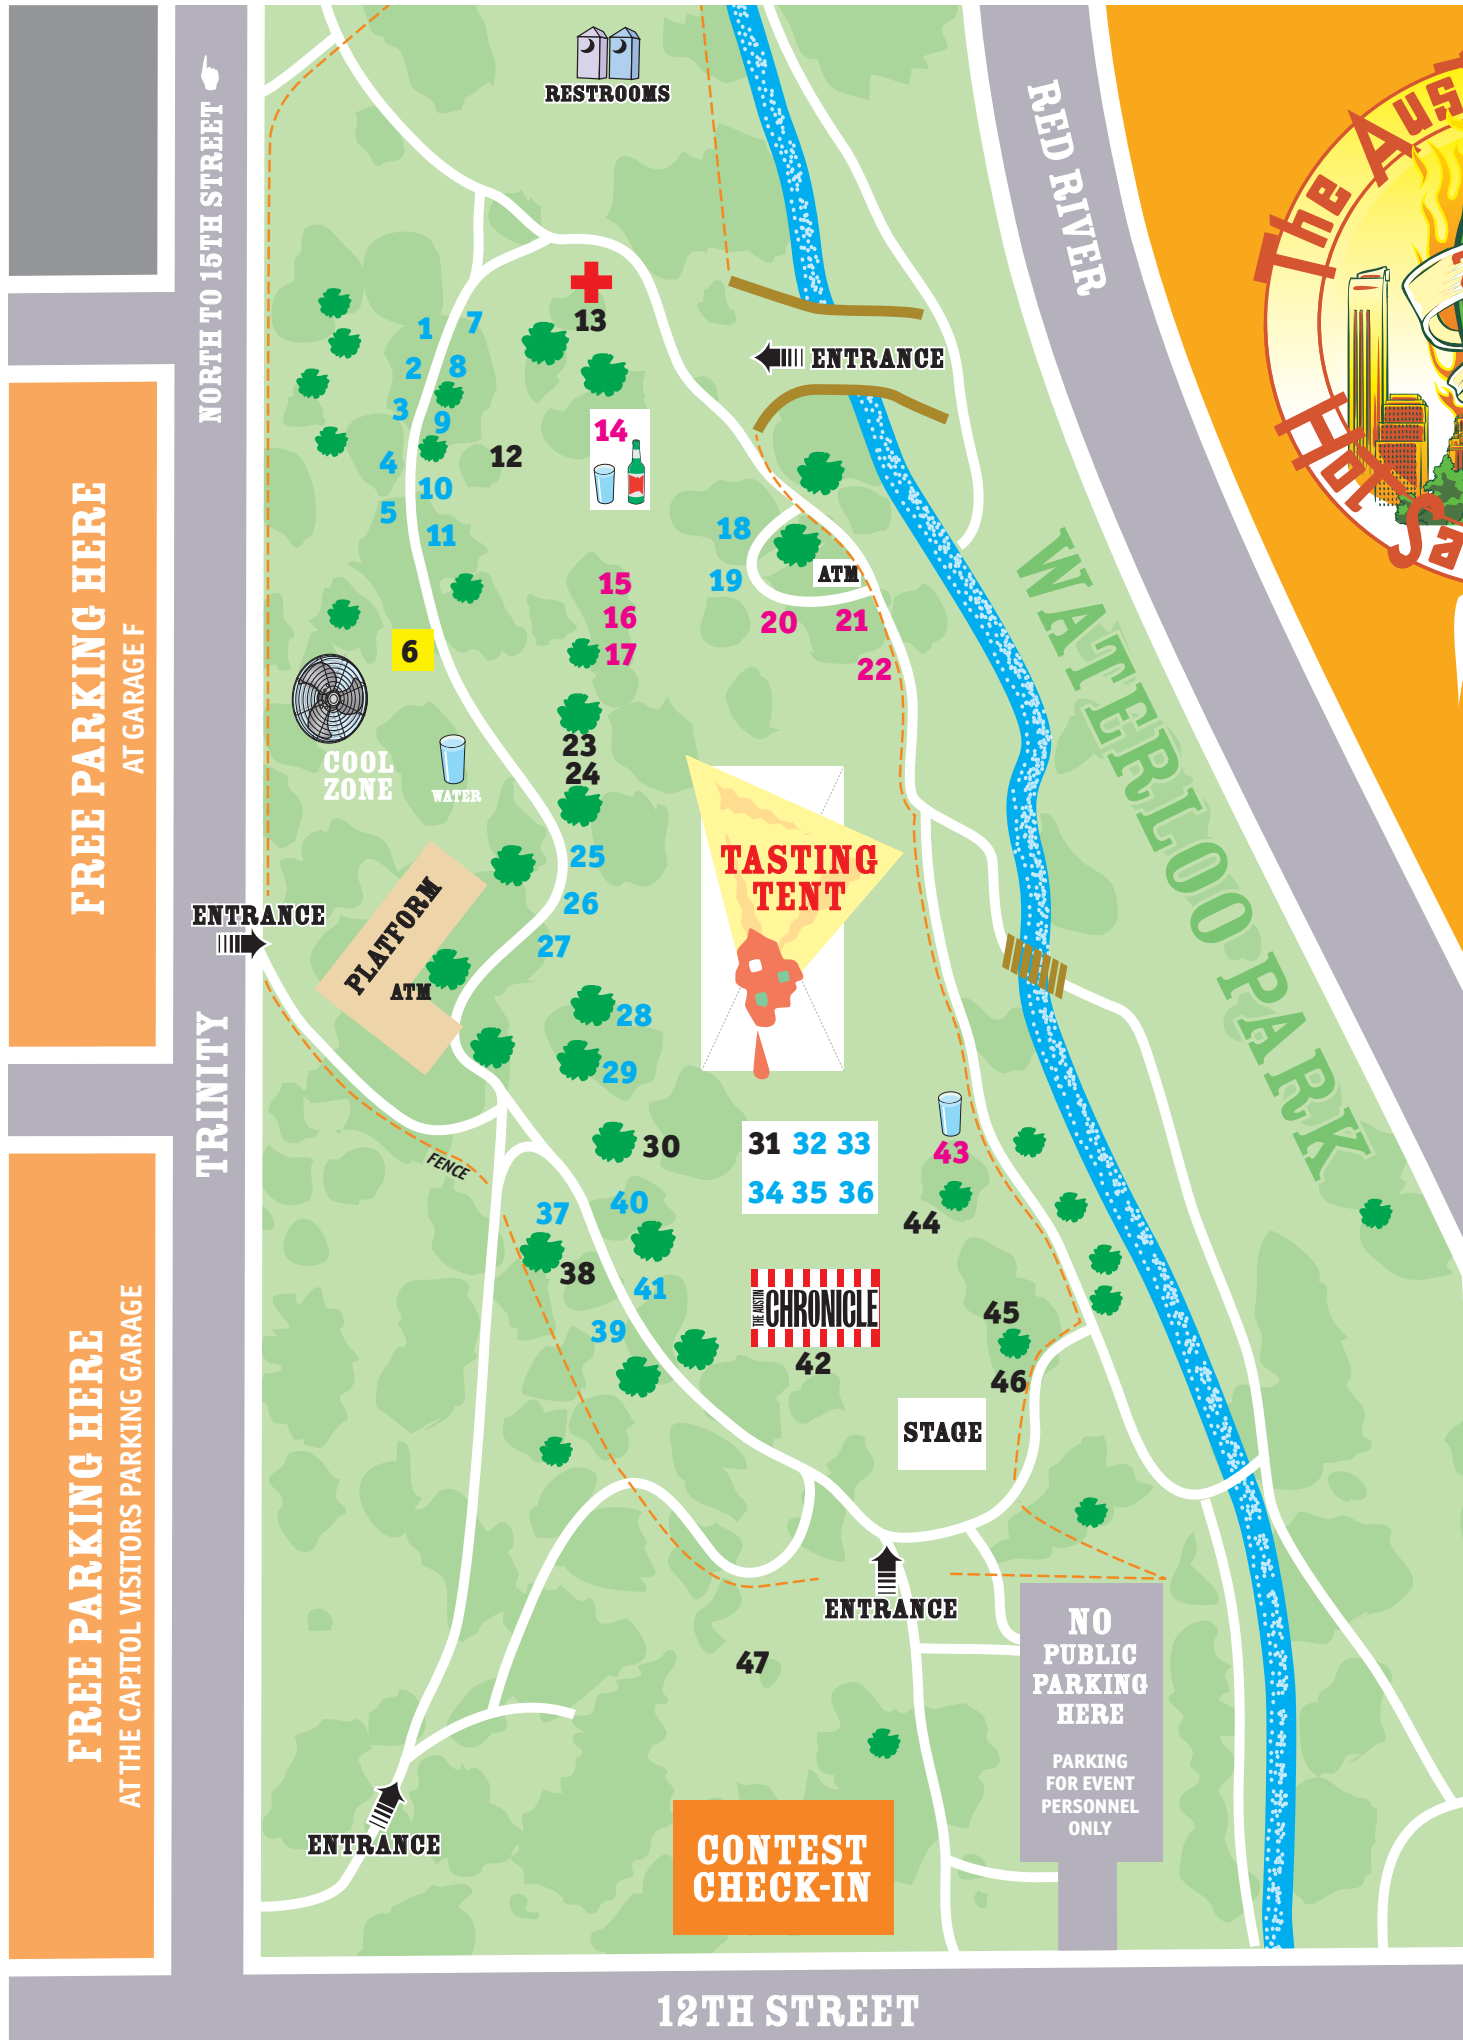 RESTROOMS
NORTH TO 15TH STREET
RED RIVER
The Aus
Hot Sa
13
1
7
2
8
3
9
4
10
5
11
12
14
ENTRANCE
18
19
ATM
20
21
22
15
16
17
6
COOL
ZONE
WATER
23
24
25
26
27
28
29
TASTING
TENT
WATERLOO PARK
FREE PARKING HERE
AT GARAGE F
ENTRANCE
PLATFORM
ATM
TRINITY
FENCE
30
31 32 33
34 35 36
43
44
37
40
38
41
39
THE AUSTIN
CHRONICLE
42
45
46
STAGE
FREE PARKING HERE
AT THE CAPITOL VISITORS PARKING GARAGE
ENTRANCE
47
NO
PUBLIC
PARKING
HERE
PARKING
FOR EVENT
PERSONNEL
ONLY
ENTRANCE
CONTEST
CHECK-IN
12TH STREET